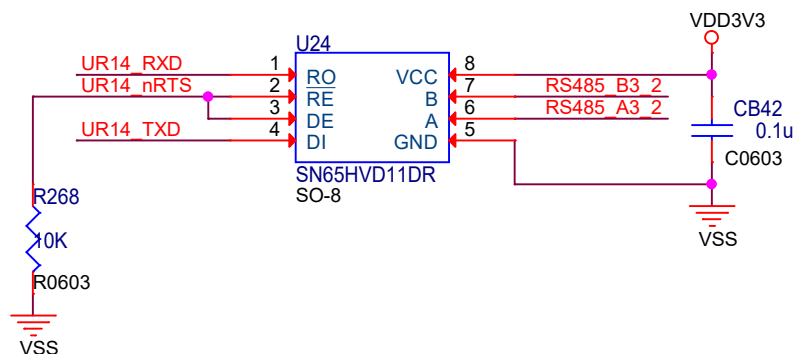 VDD3V3
U24
UR14_RXD 1 RO VCC 8
UR14_nRTS 2 RE B 7 RS485_B3_2
3 DE A 6 RS485_A3_2
UR14_TXD 4 DI GND 5
CB42
0.1u
C0603
SN65HVD11DR
SO-8
R268
10K
R0603
VSS
VSS